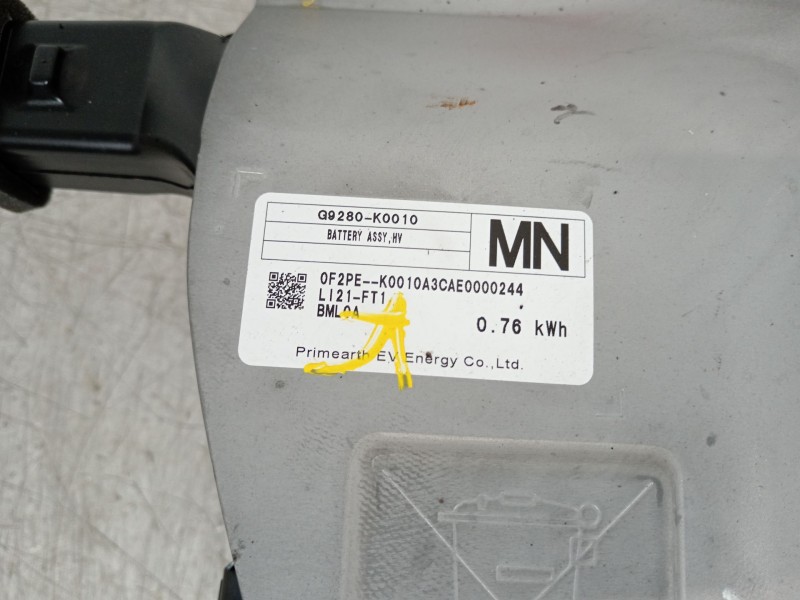 G9280-K0010
BATTERY ASSY,HV
MN
0F2PE--K0010A3CAE0000244
LI21-FT1
0.76 kWh
Primearth EV Energy Co.,Ltd.